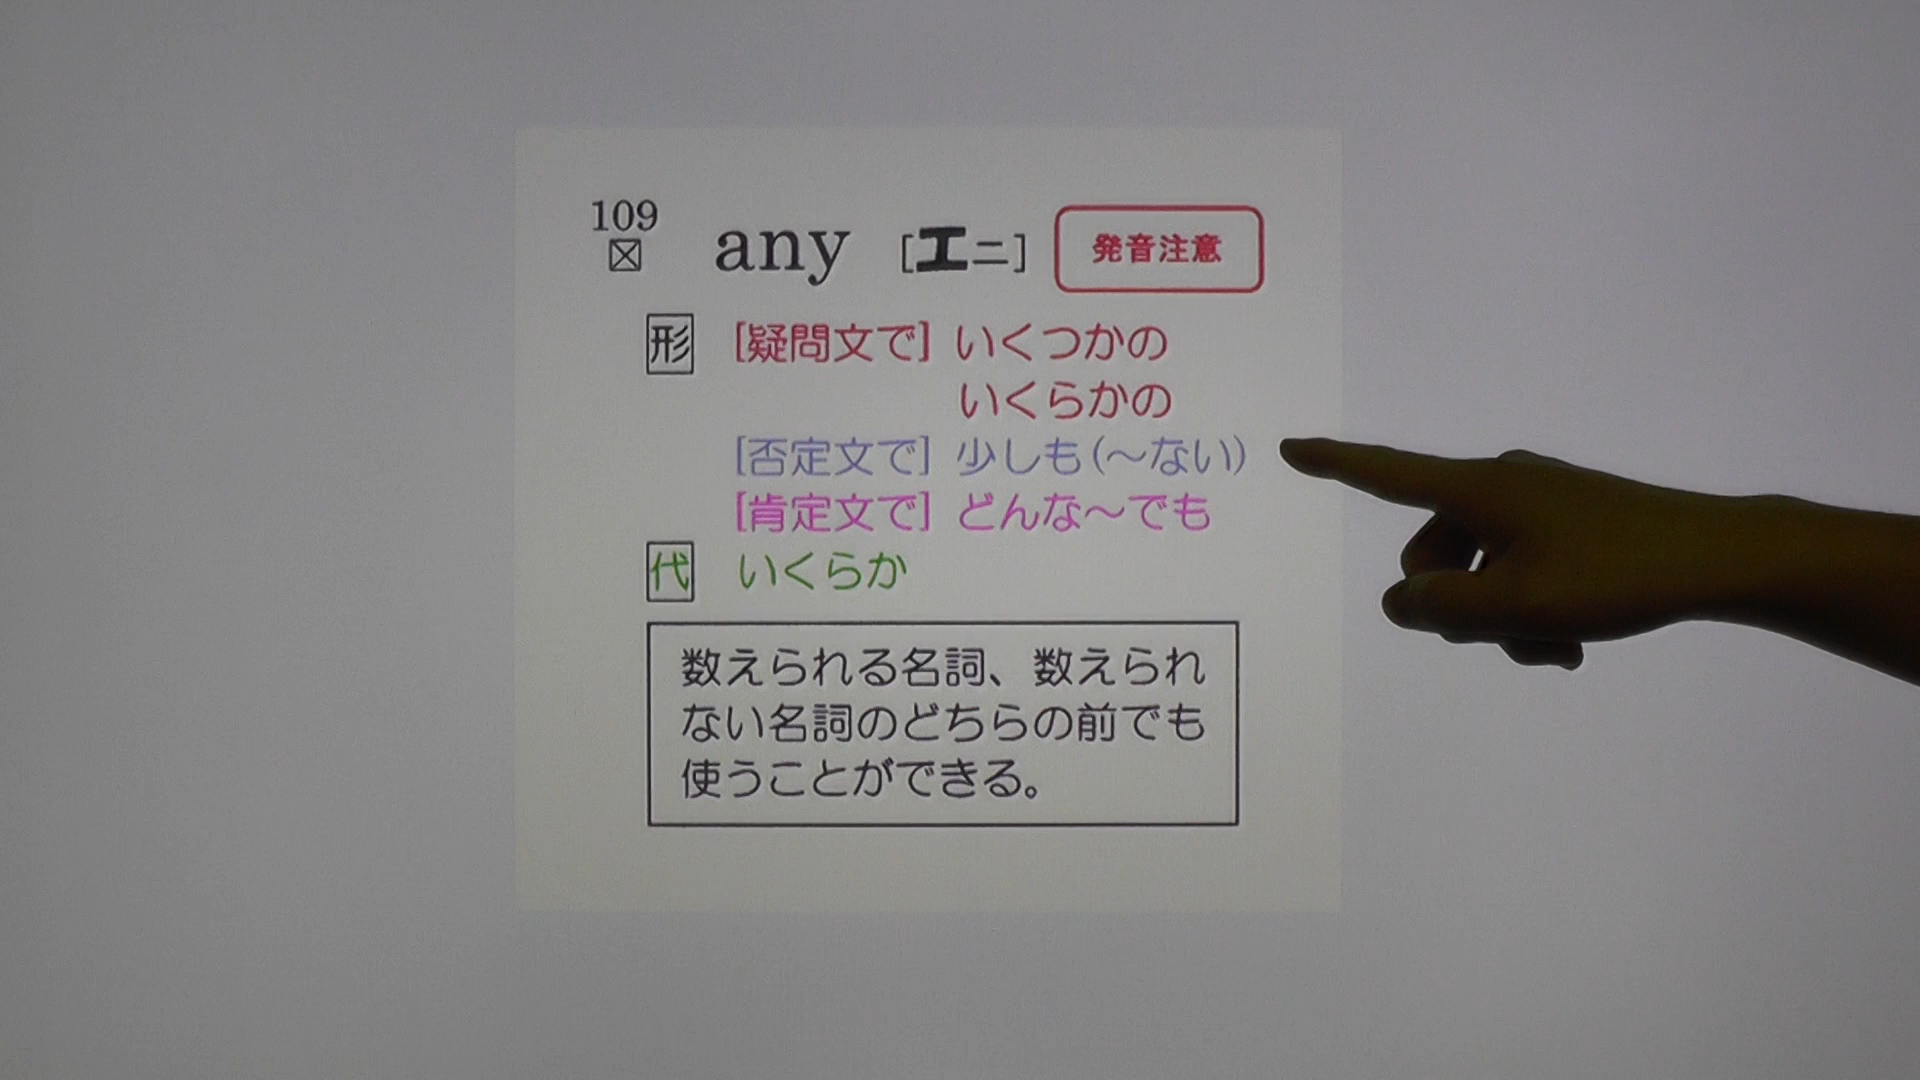 109
☒ any [エニ] 発音注意
形 [疑問文で] いくつかの
いくらかの
[否定文で] 少しも(〜ない)
[肯定文で] どんな〜でも
代 いくらか
数えられる名詞、数えられ
ない名詞のどちらの前でも
使うことができる。